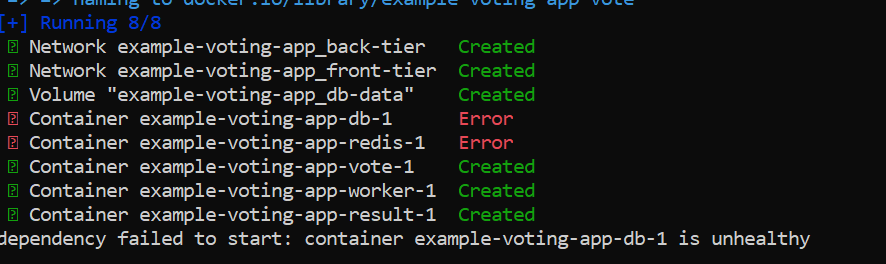 => => naming to docker.io/library/example-voting-app-vote
[+] Running 8/8
Network example-voting-app_back-tier Created
Network example-voting-app_front-tier Created
Volume "example-voting-app_db-data" Created
Container example-voting-app-db-1 Error
Container example-voting-app-redis-1 Error
Container example-voting-app-vote-1 Created
Container example-voting-app-worker-1 Created
Container example-voting-app-result-1 Created
dependency failed to start: container example-voting-app-db-1 is unhealthy